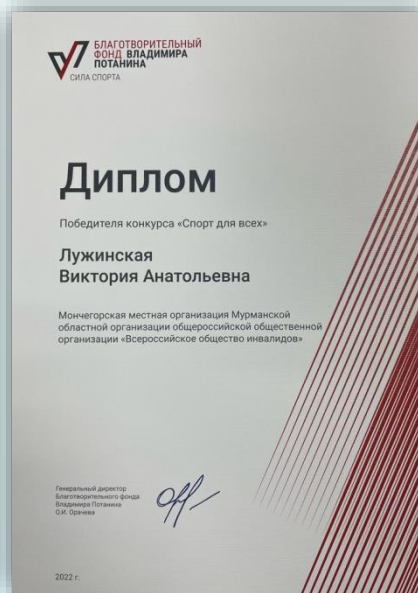 БЛАГОТВОРИТЕЛЬНЫЙ
ФОНД ВЛАДИМИРА
ПОТАНИНА
СИЛА СПОРТА
Диплом
Победителя конкурса «Спорт для всех»
Лужинская
Виктория Анатольевна
Мончегорская местная организация Мурманской
областной организации общероссийской общественной
организации «Всероссийское общество инвалидов»
Генеральный директор
Благотворительного фонда
Владимира Потанина
О.И. Орачева
2022 г.